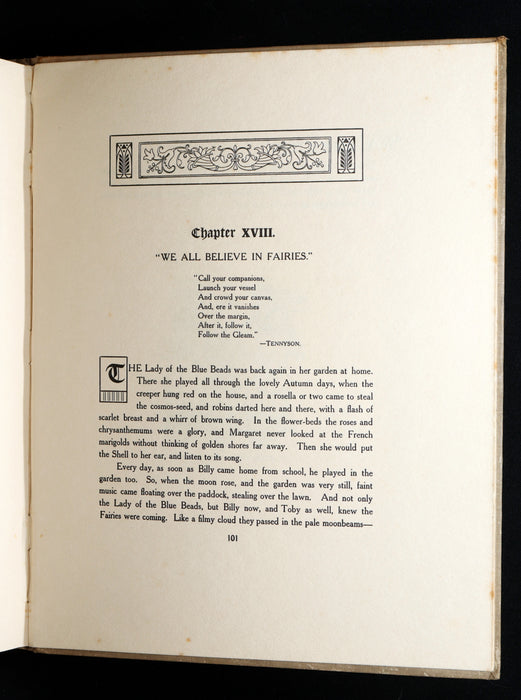 Chapter XVIII.
"WE ALL BELIEVE IN FAIRIES."
"Call your companions,
Launch your vessel
And crowd your canvas,
And, ere it vanishes
Over the margin,
After it, follow it,
Follow the Gleam."
—TENNYSON.
THE Lady of the Blue Beads was back again in her garden at home.
There she played all through the lovely Autumn days, when the
creeper hung red on the house, and a rosella or two came to steal
the cosmos-seed, and robins darted here and there, with a flash of
scarlet breast and a whirr of brown wing. In the flower-beds the roses and
chrysanthemums were a glory, and Margaret never looked at the French
marigolds without thinking of golden shores far away. Then she would put
the Shell to her ear, and listen to its song.
Every day, as soon as Billy came home from school, he played in the
garden too. So, when the moon rose, and the garden was very still, faint
music came floating over the paddock, stealing over the lawn. And not only
the Lady of the Blue Beads, but Billy now, and Toby as well, knew the
Fairies were coming. Like a filmy cloud they passed in the pale moonbeams—
101